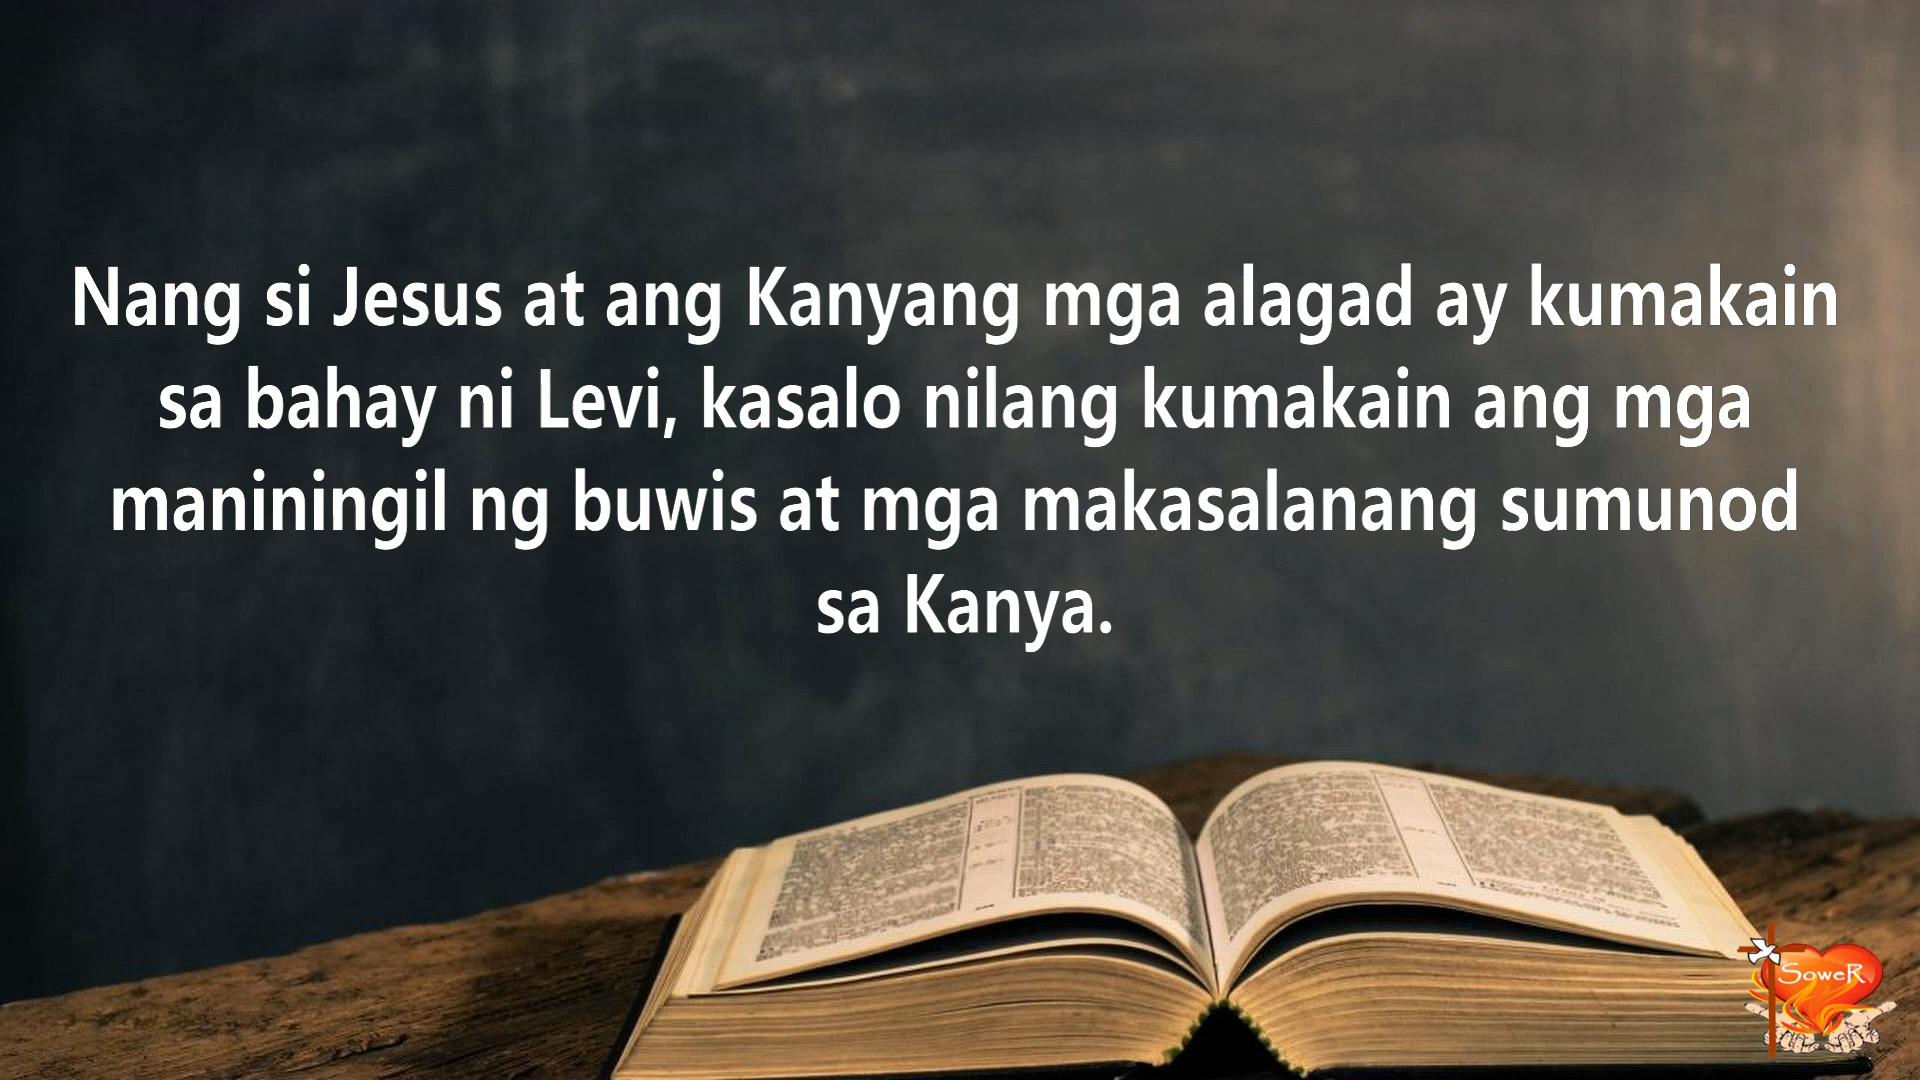 Nang si Jesus at ang Kanyang mga alagad ay kumakain
sa bahay ni Levi, kasalo nilang kumakain ang mga
maniningil ng buwis at mga makasalanang sumunod
sa Kanya.
SoweR